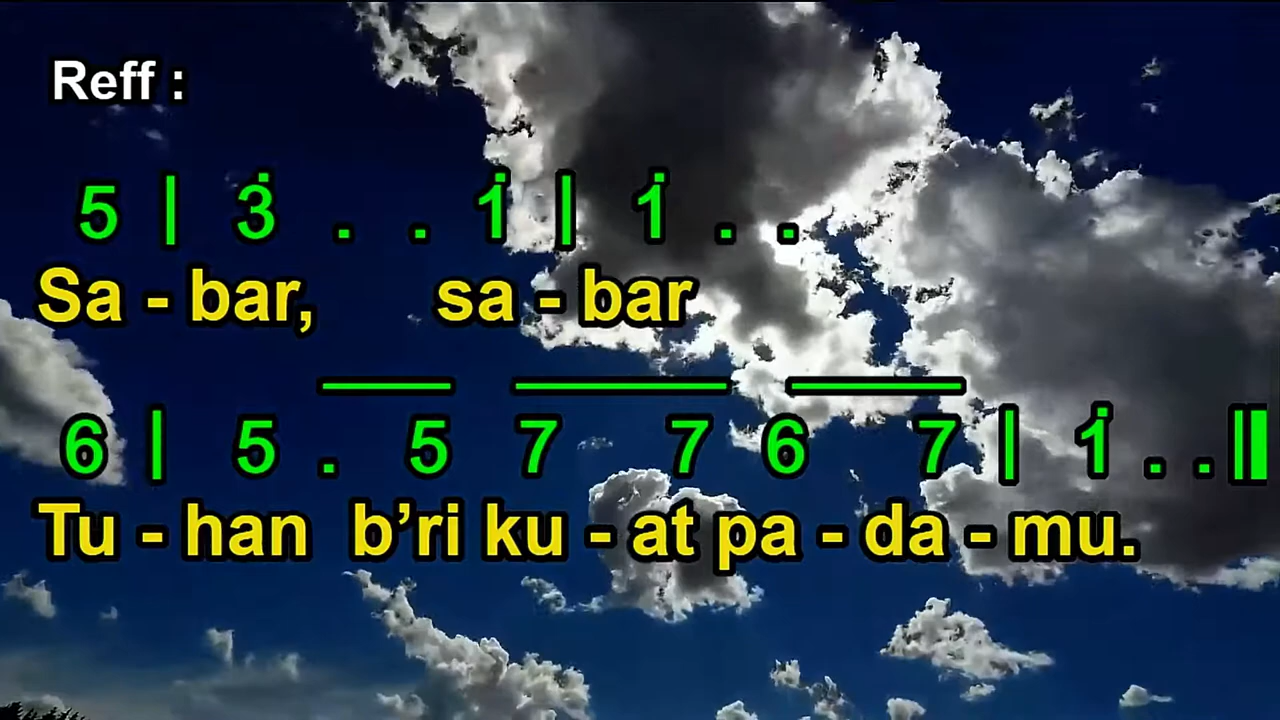 Reff :
5 | 3̇ . . 1̇ | 1̇ . .
Sa - bar, sa - bar
6 | 5 . 5 7 7 6 7 | 1̇ . . ||
Tu - han b’ri ku - at pa - da - mu.